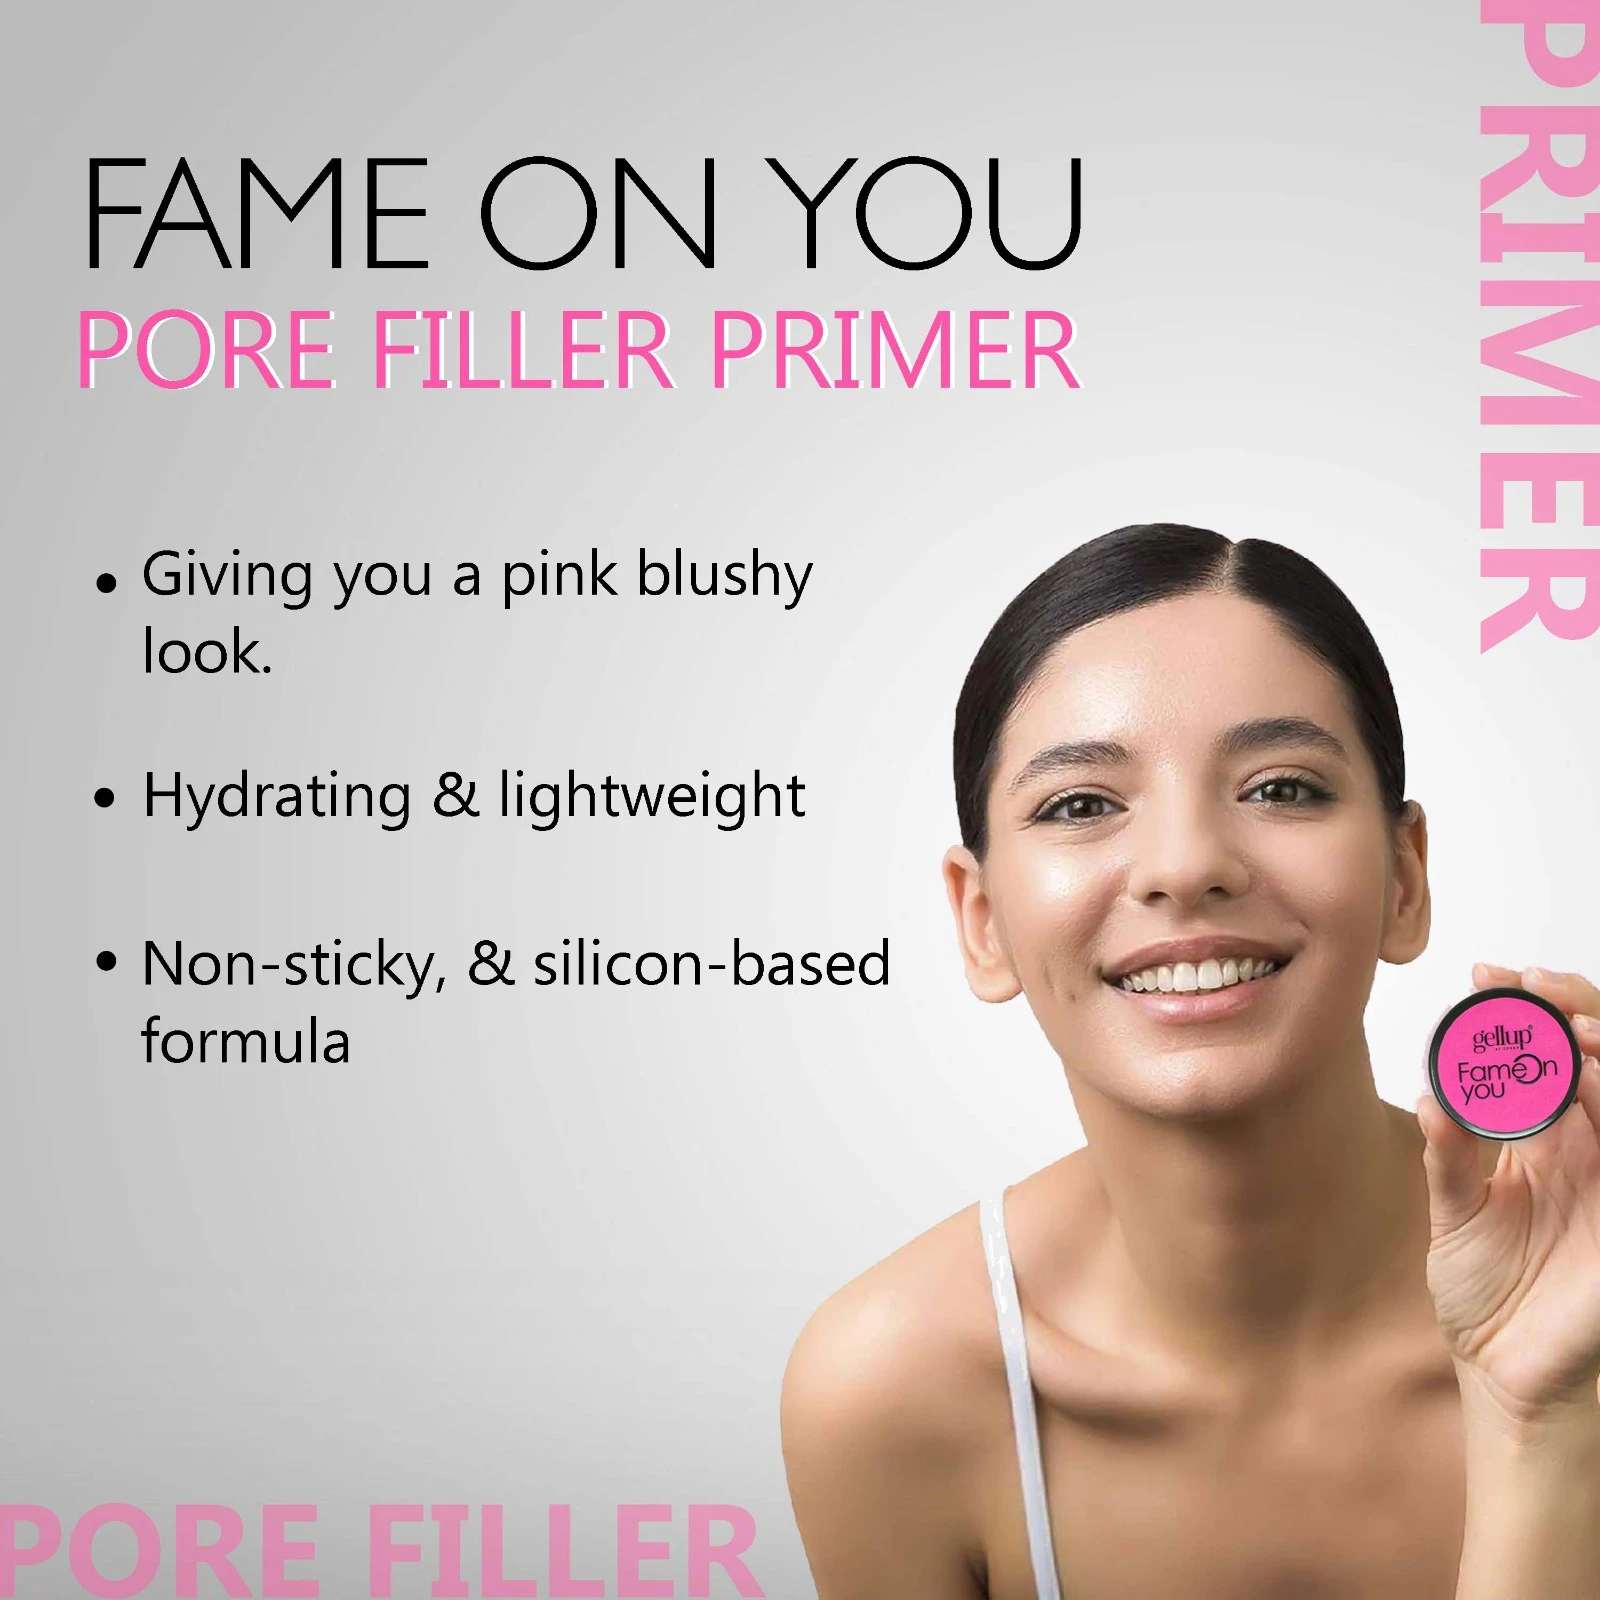 FAME ON YOU
PORE FILLER PRIMER
• Giving you a pink blushy
look.
• Hydrating & lightweight
• Non-sticky, & silicon-based
formula
PRIMER
gellup®
Fame On
you
PORE FILLER